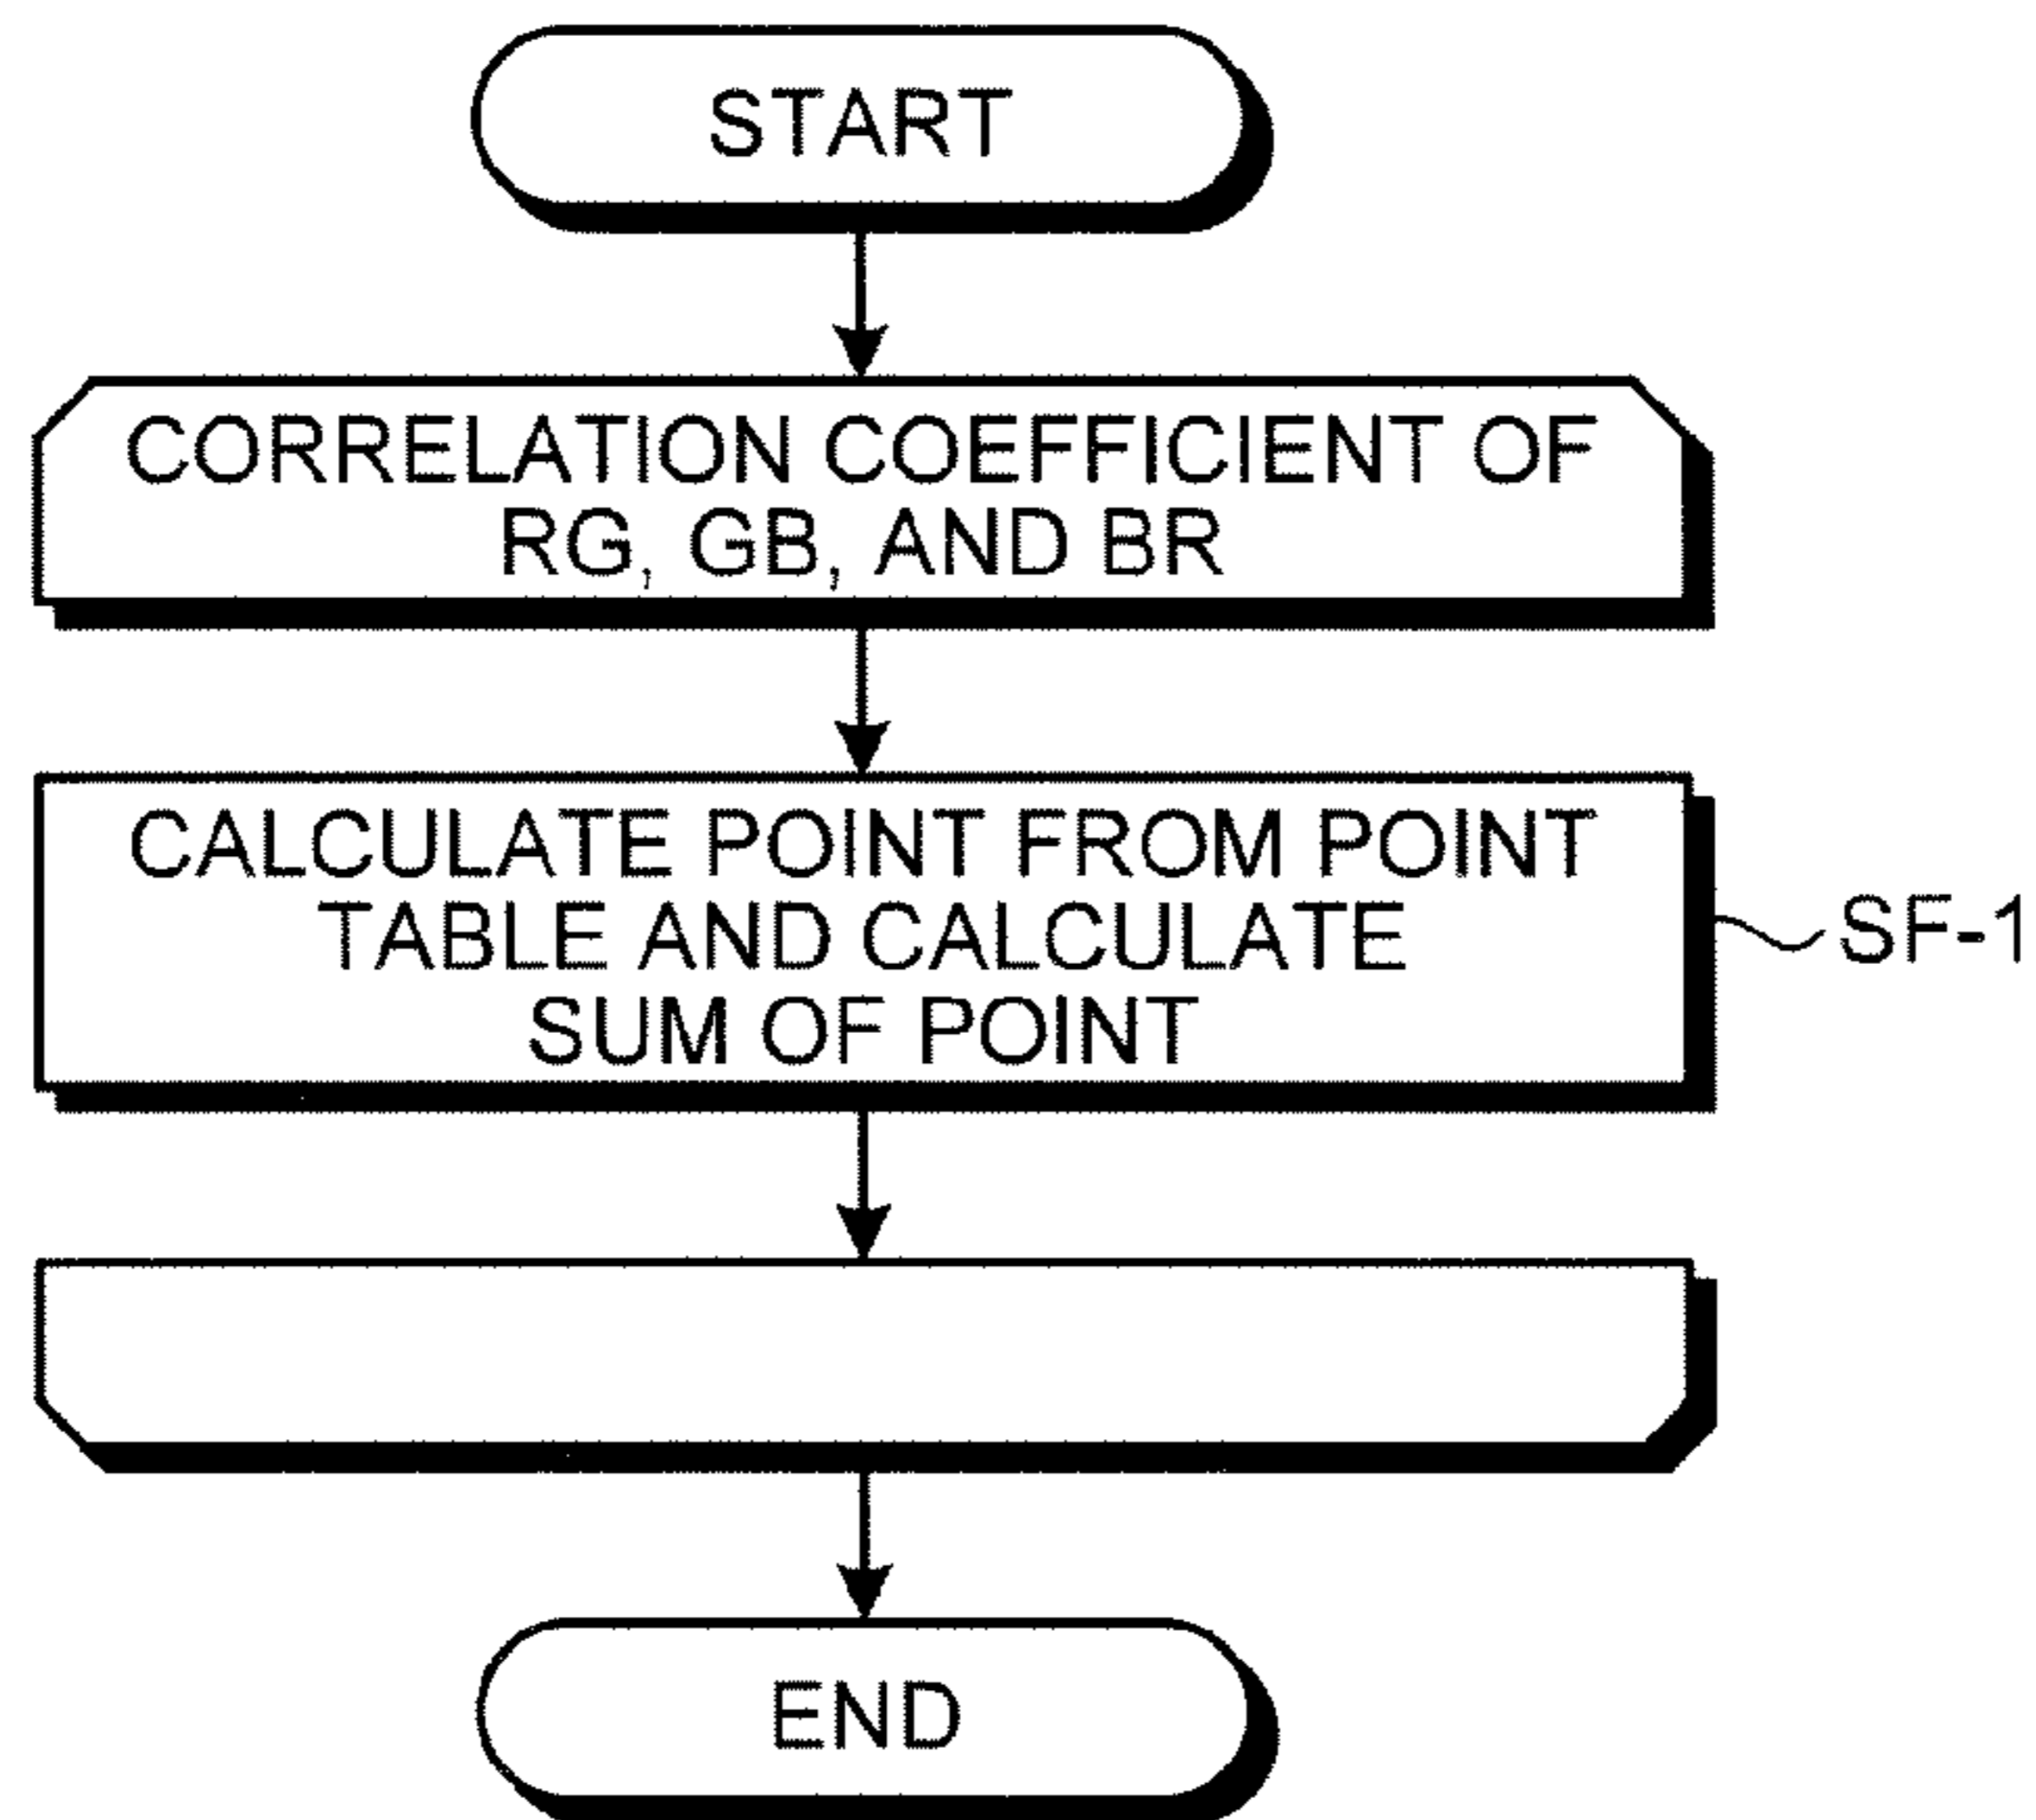 START
CORRELATION COEFFICIENT OF
RG, GB, AND BR
CALCULATE POINT FROM POINT
TABLE AND CALCULATE
SUM OF POINT
SF-1
END